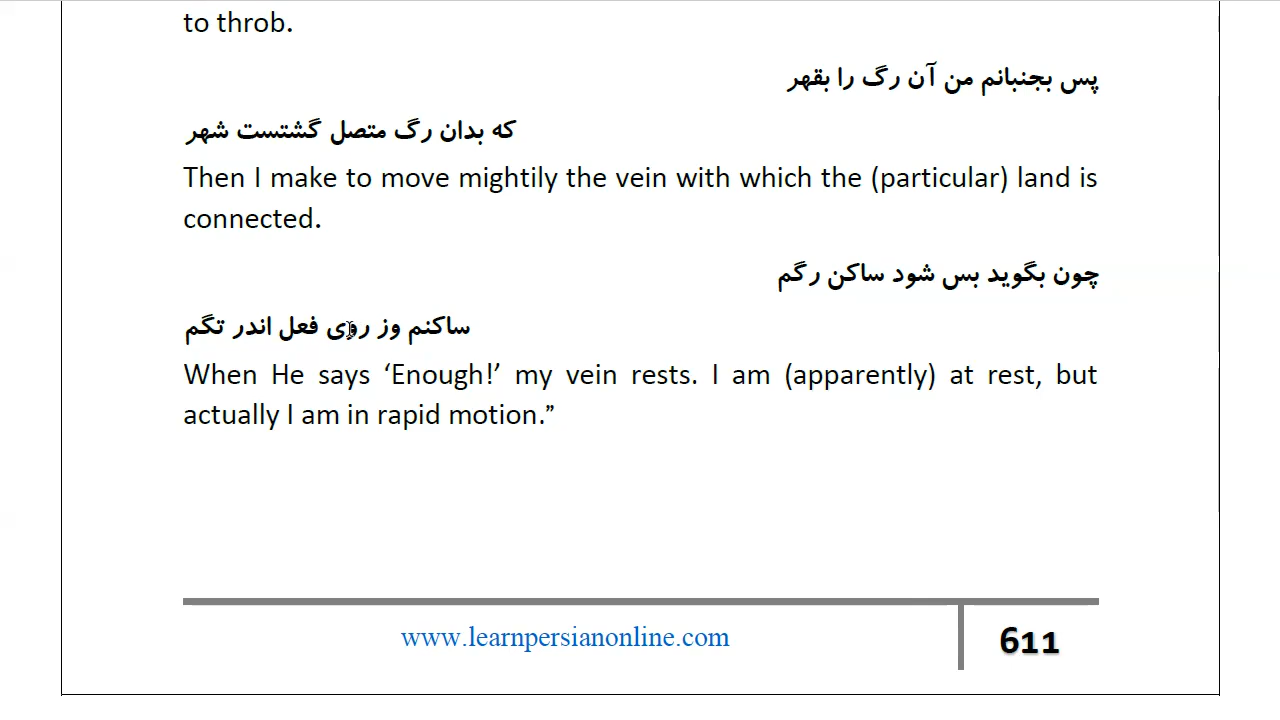 to throb.
پس بجنبانم من آن رگ را بقهر
که بدان رگ متصل گشتست شهر
Then I make to move mightily the vein with which the (particular) land is
connected.
چون بگوید بس شود ساکن رگم
ساکنم وز روی فعل اندر تگم
When He says ‘Enough!’ my vein rests. I am (apparently) at rest, but
actually I am in rapid motion.”
www.learnpersianonline.com
611